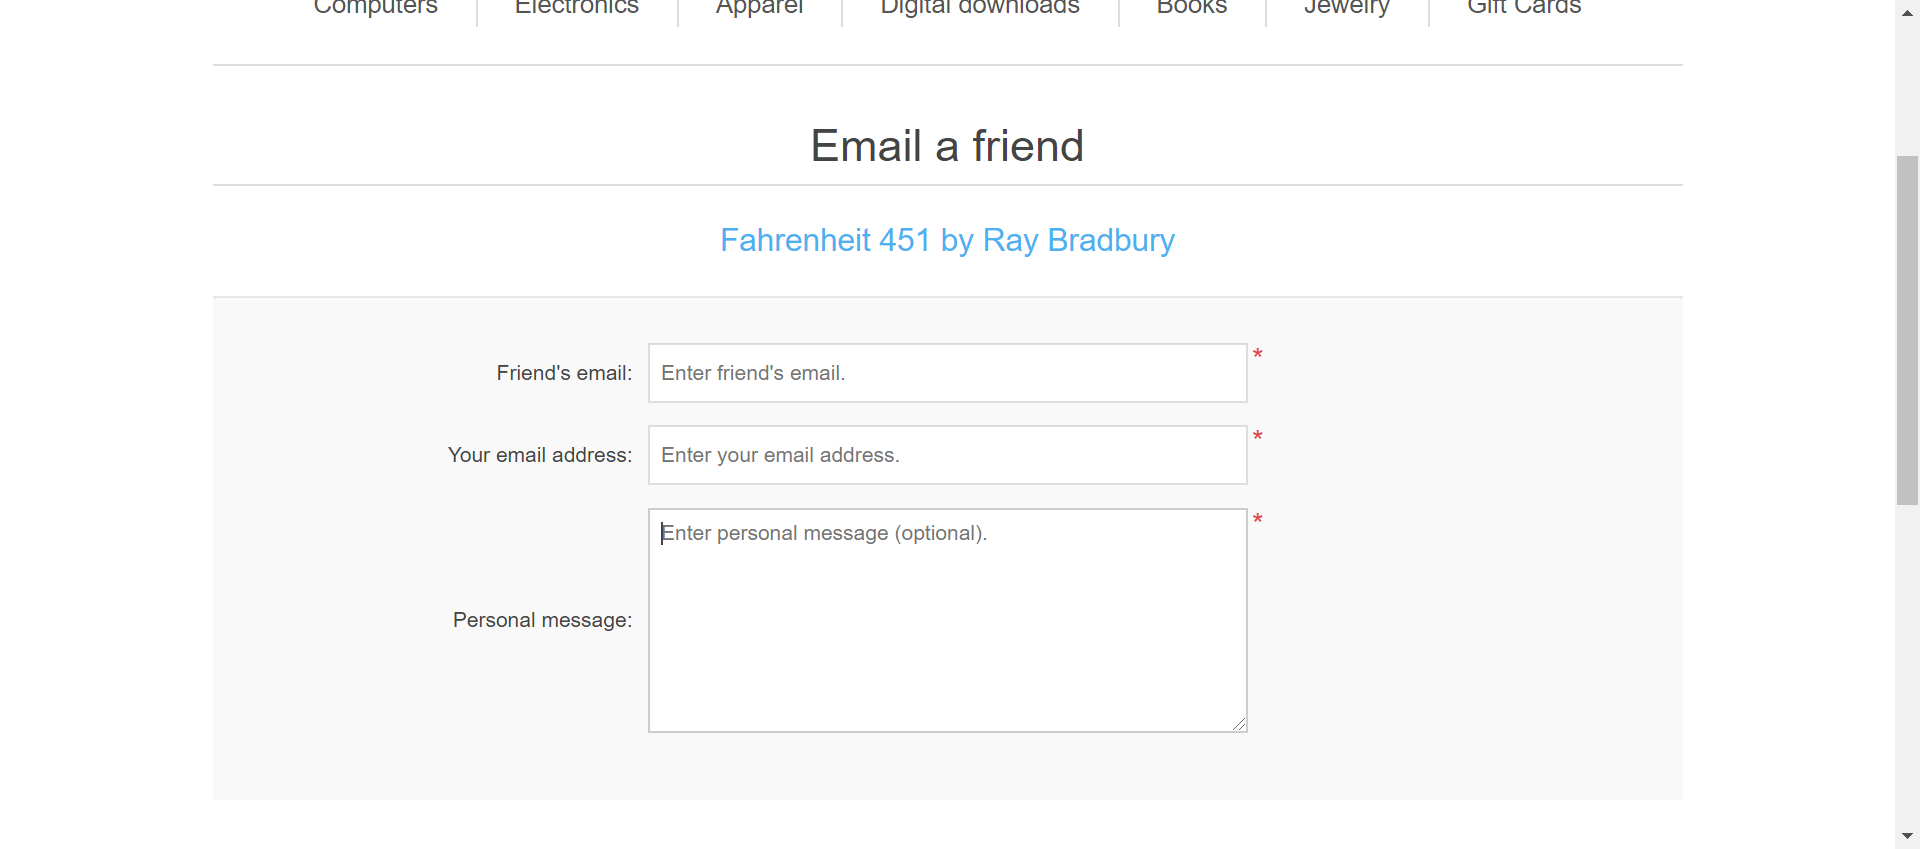 Computers Electronics Apparel Digital downloads Books Jewelry Gift Cards
Email a friend
Fahrenheit 451 by Ray Bradbury
Friend's email: Enter friend's email. *
Your email address: Enter your email address. *
Enter personal message (optional). *
Personal message: